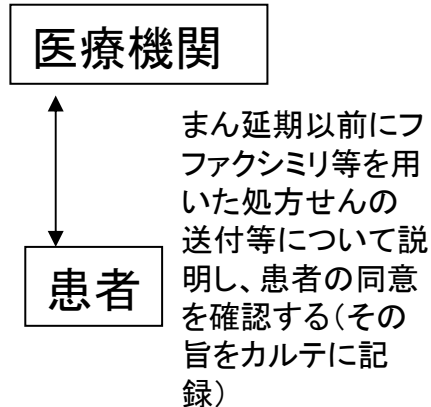 医療機関
まん延期以前にフ
ファクシミリ等を用
いた処方せんの
送付等について説
明し、患者の同意
を確認する(その
旨をカルテに記
録)
患者